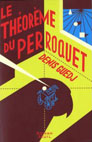 LE
THÉORÈME
DU PERROQUET
DENIS GUEDJ